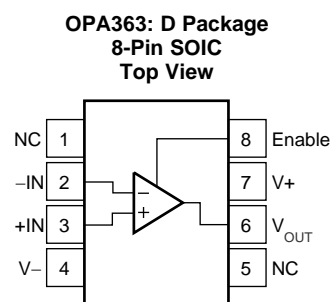 OPA363: D Package
8-Pin SOIC
Top View
NC 1 8 Enable
−IN 2 7 V+
+IN 3 6 VOUT
V− 4 5 NC
−
+